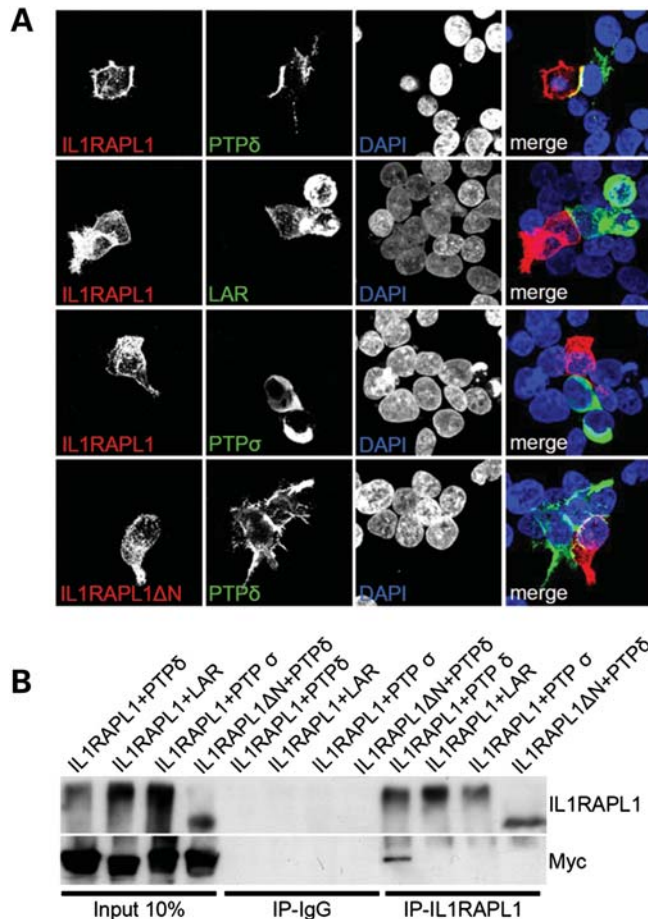 A
IL1RAPL1 PTPδ DAPI merge
IL1RAPL1 LAR DAPI merge
IL1RAPL1 PTPσ DAPI merge
IL1RAPL1ΔN PTPδ DAPI merge
B
IL1RAPL1+PTPδ
IL1RAPL1+LAR
IL1RAPL1+PTP σ
IL1RAPL1ΔN+PTPδ
IL1RAPL1+PTPδ
IL1RAPL1+LAR
IL1RAPL1+PTP σ
IL1RAPL1ΔN+PTPδ
IL1RAPL1+PTP δ
IL1RAPL1+LAR
IL1RAPL1+PTP σ
IL1RAPL1ΔN+PTPδ
IL1RAPL1
Myc
Input 10% IP-IgG IP-IL1RAPL1